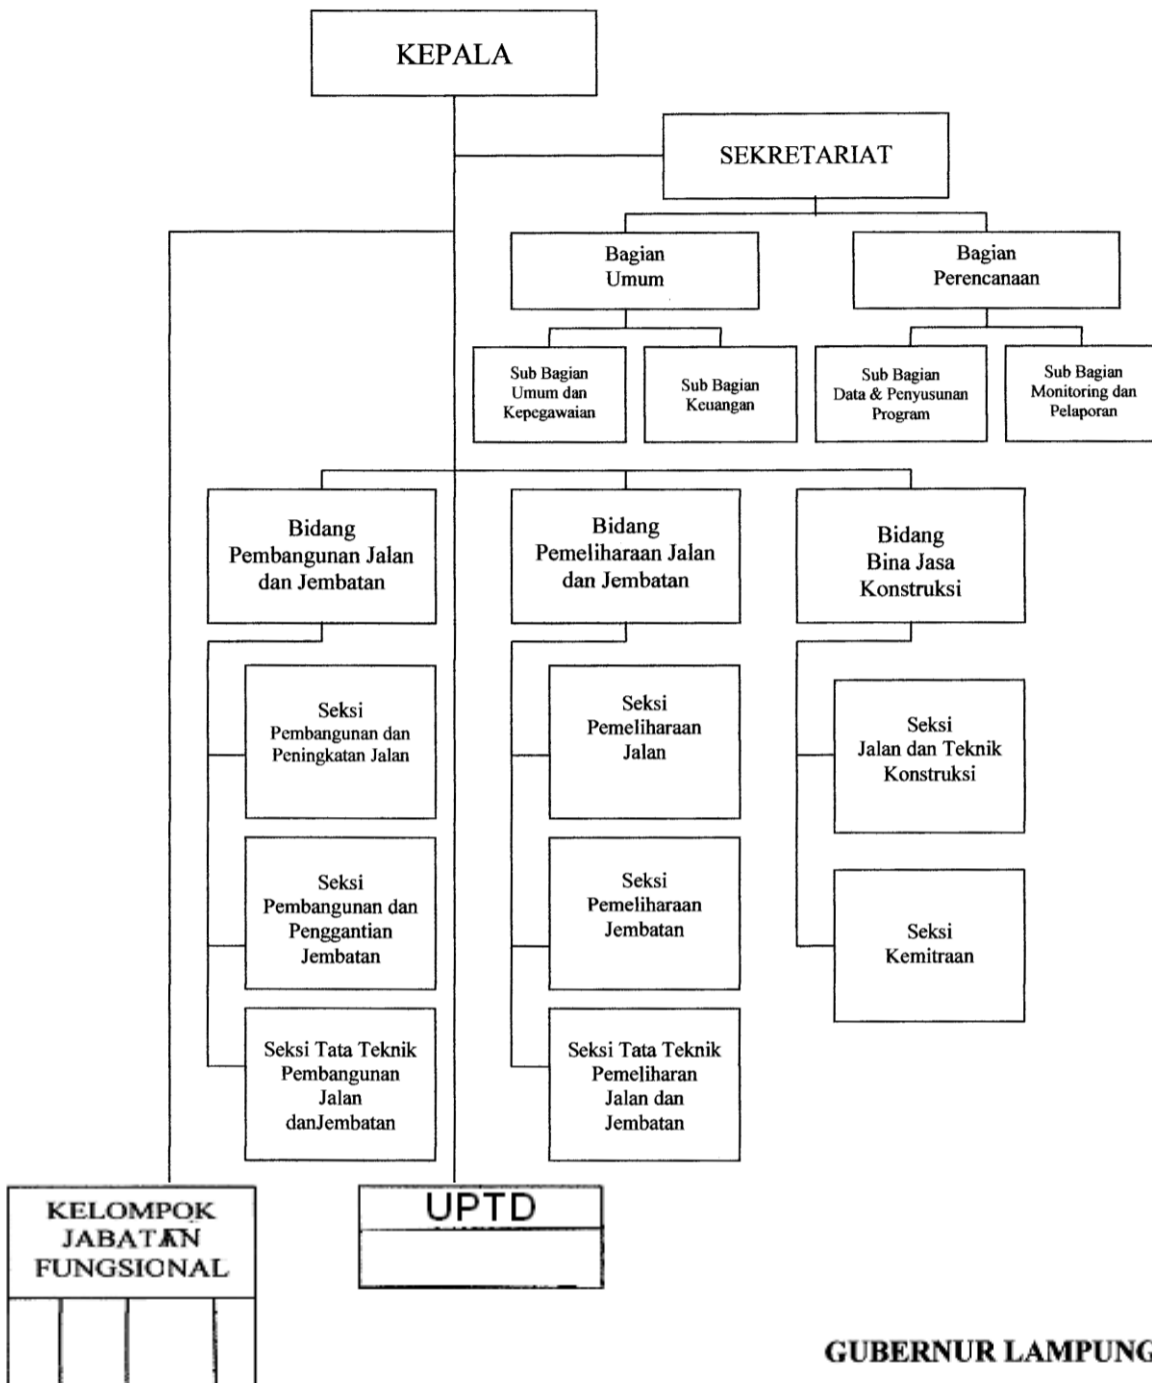 KEPALA
SEKRETARIAT
Bagian
Umum
Bagian
Perencanaan
Sub Bagian
Umum dan
Kepegawaian
Sub Bagian
Keuangan
Sub Bagian
Data & Penyusunan
Program
Sub Bagian
Monitoring dan
Pelaporan
Bidang
Pembangunan Jalan
dan Jembatan
Bidang
Pemeliharaan Jalan
dan Jembatan
Bidang
Bina Jasa
Konstruksi
Seksi
Pembangunan dan
Peningkatan Jalan
Seksi
Pemeliharaan
Jalan
Seksi
Jalan dan Teknik
Konstruksi
Seksi
Pembangunan dan
Penggantian
Jembatan
Seksi
Pemeliharaan
Jembatan
Seksi
Kemitraan
Seksi Tata Teknik
Pembangunan
Jalan
danJembatan
Seksi Tata Teknik
Pemeliharan
Jalan dan
Jembatan
KELOMPOK
JABATAN
FUNGSIONAL
UPTD
GUBERNUR LAMPUNG